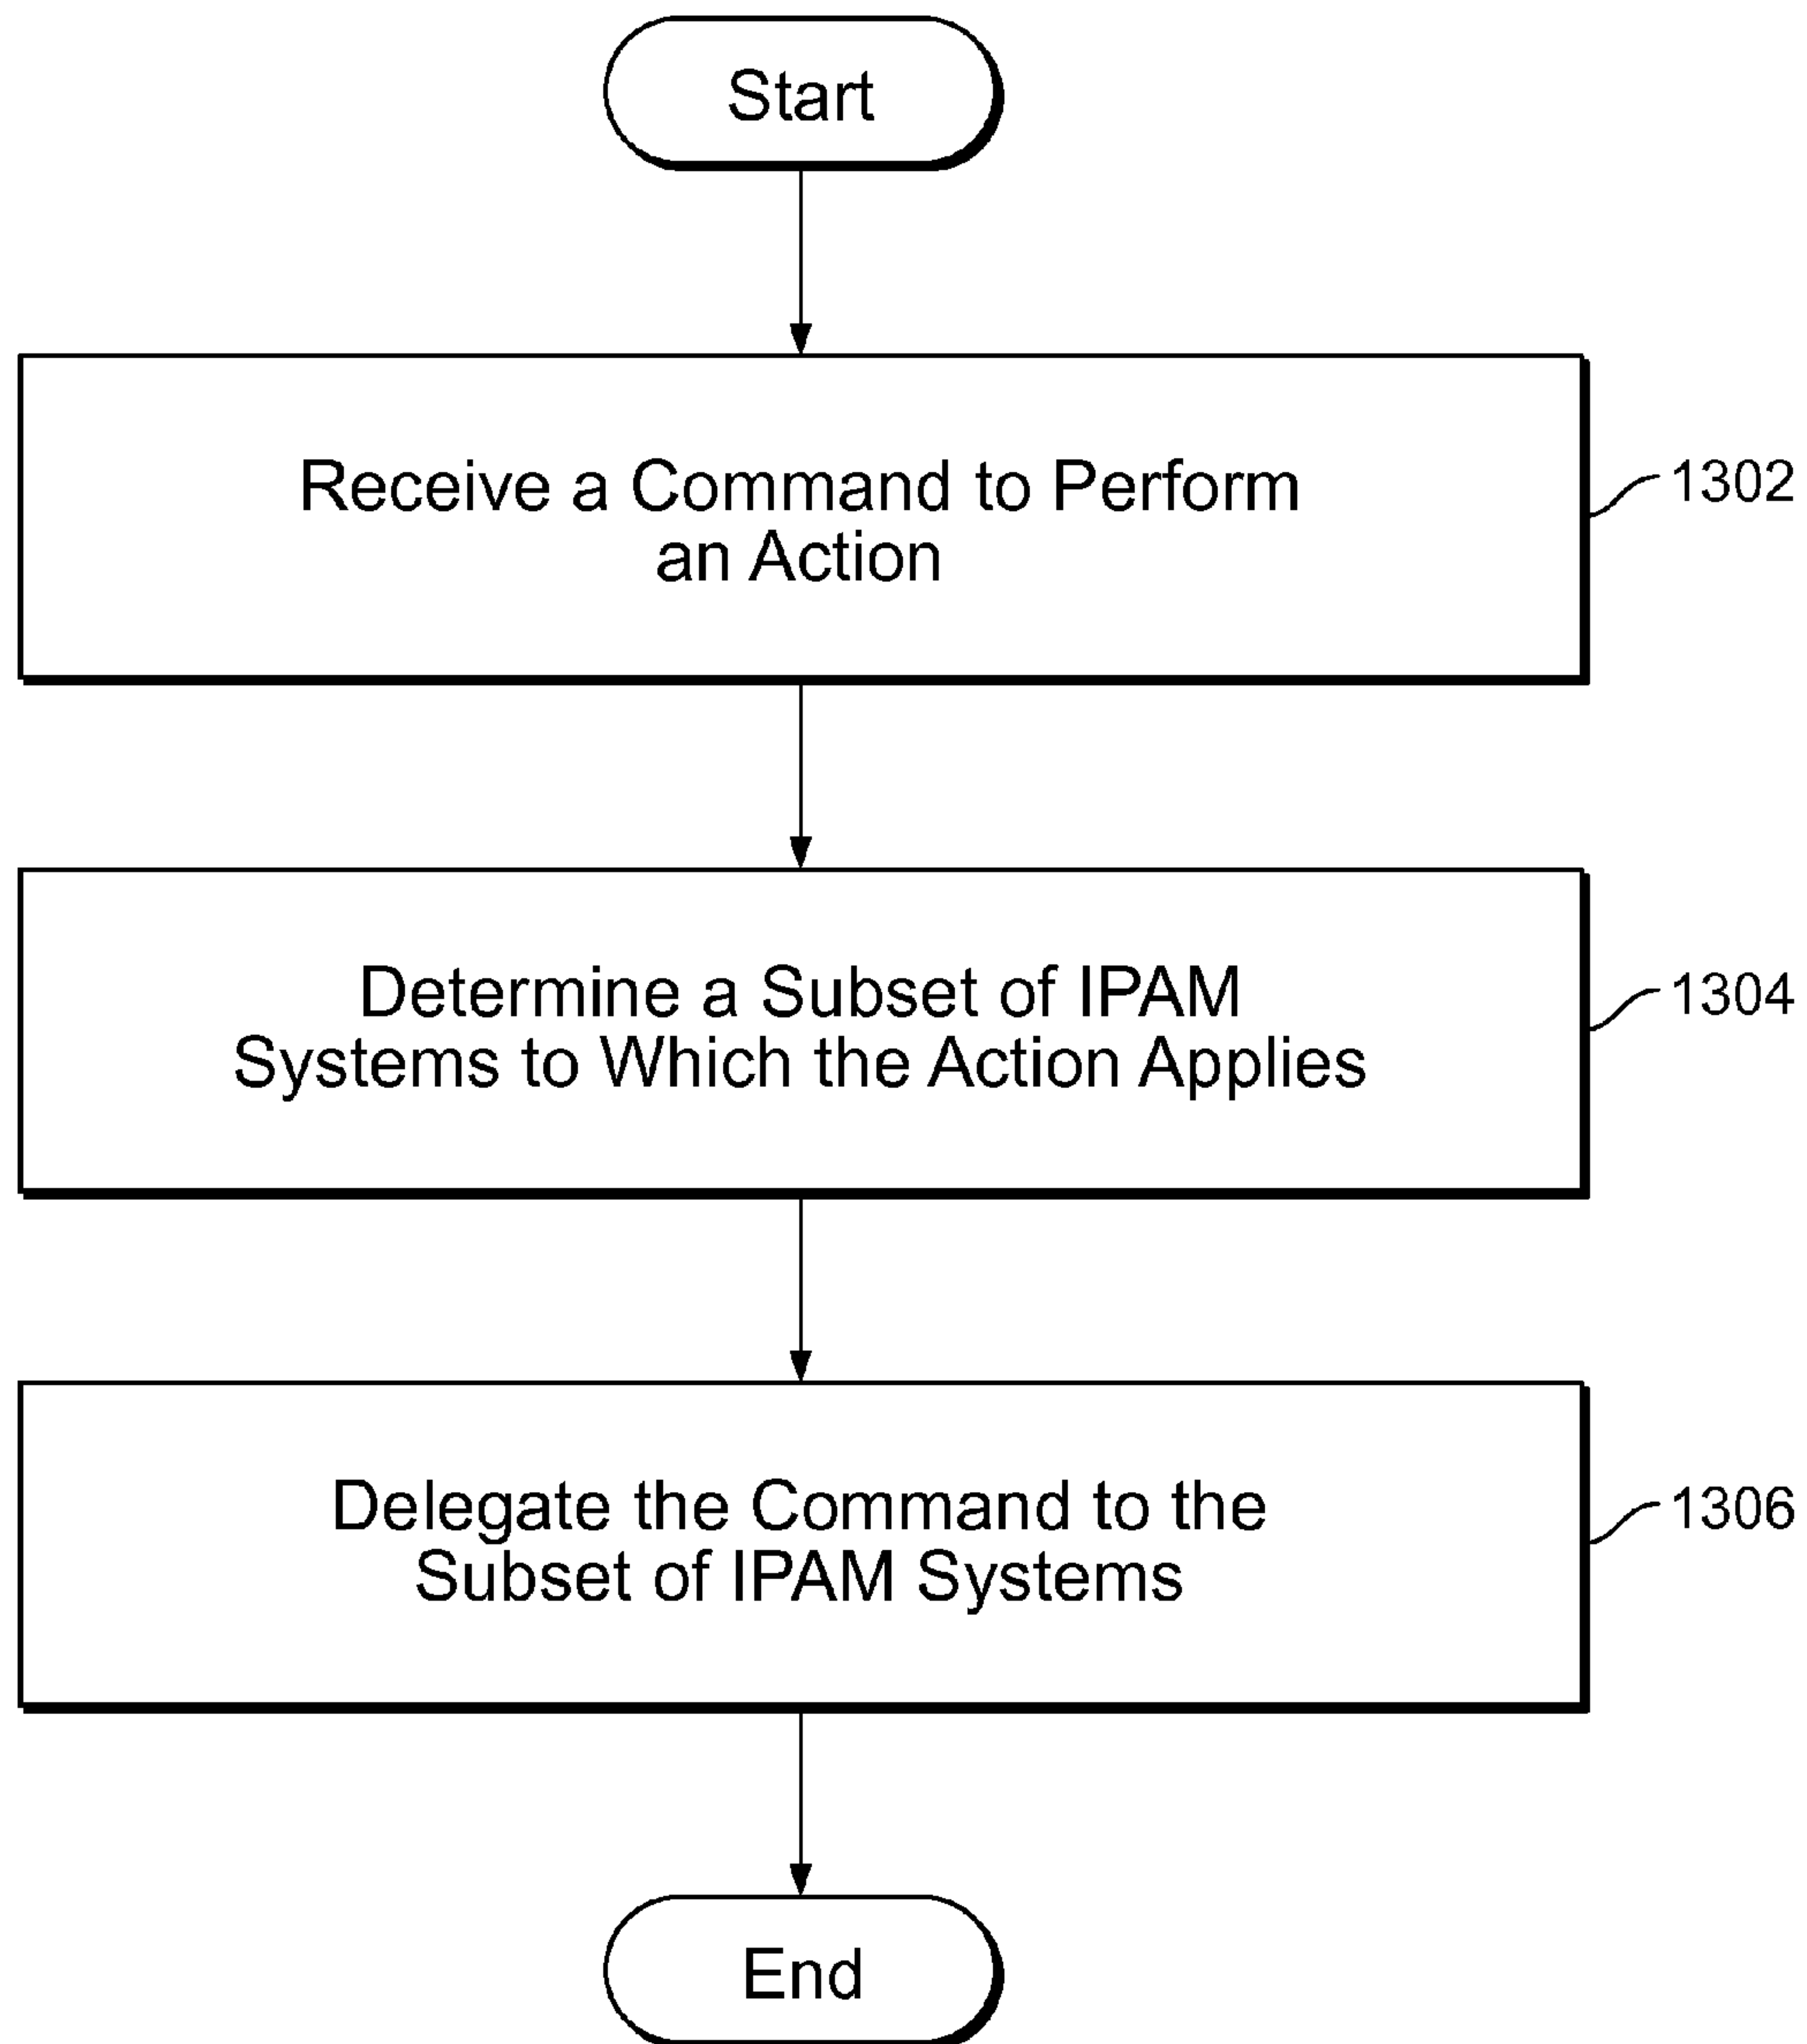 Start
Receive a Command to Perform
an Action
1302
Determine a Subset of IPAM
Systems to Which the Action Applies
1304
Delegate the Command to the
Subset of IPAM Systems
1306
End